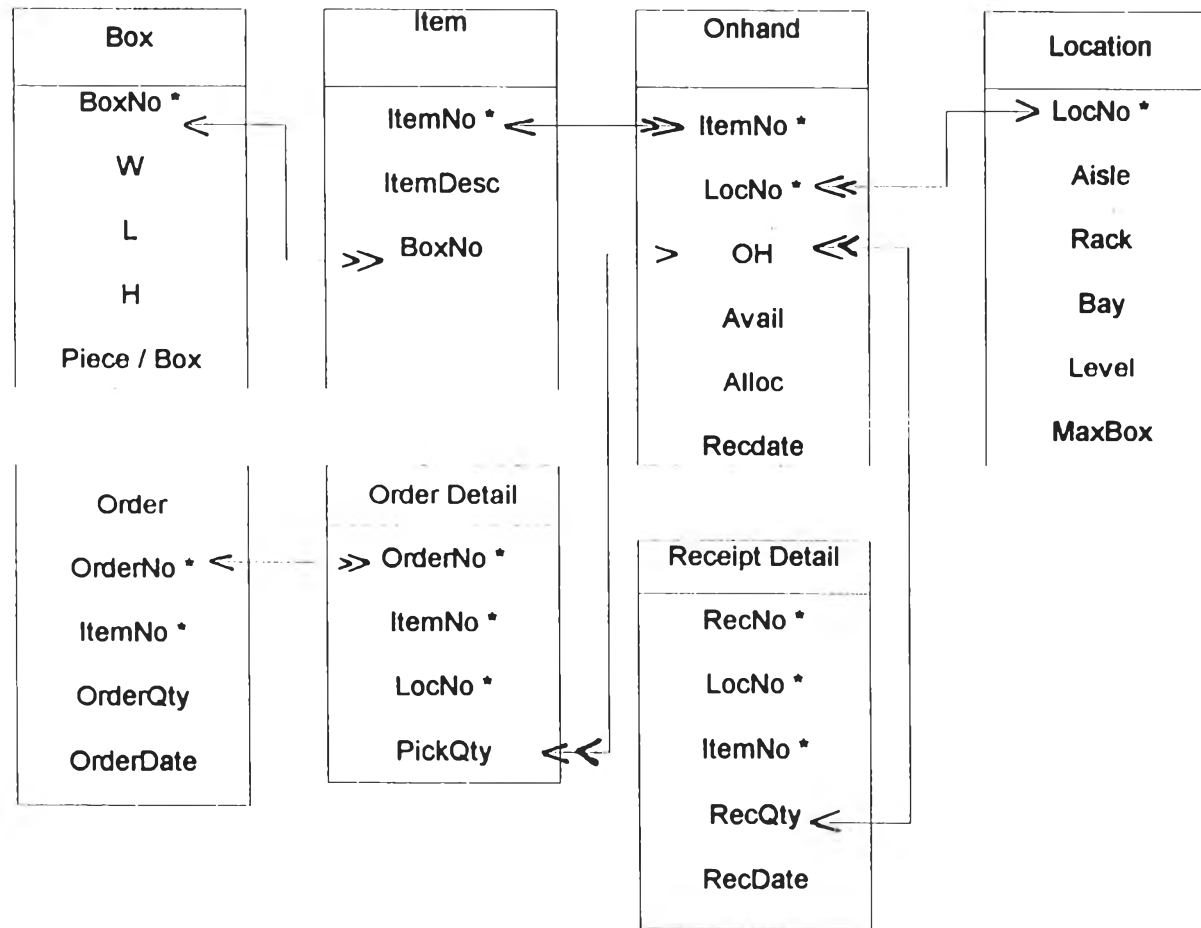 Box
BoxNo *
W
L
H
Piece / Box
Item
ItemNo *
ItemDesc
BoxNo
Onhand
ItemNo *
LocNo *
OH
Avail
Alloc
Recdate
Location
LocNo *
Aisle
Rack
Bay
Level
MaxBox
Order
OrderNo *
ItemNo *
OrderQty
OrderDate
Order Detail
OrderNo *
ItemNo *
LocNo *
PickQty
Receipt Detail
RecNo *
LocNo *
ItemNo *
RecQty
RecDate